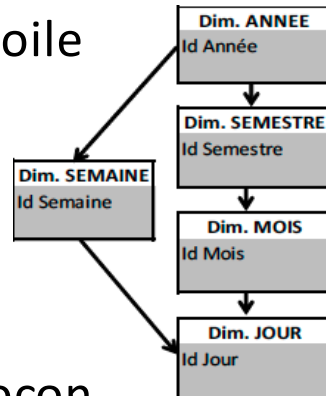 oile
Dim. ANNEE
Id Année
Dim. SEMESTRE
Id Semestre
Dim. SEMAINE
Id Semaine
Dim. MOIS
Id Mois
Dim. JOUR
Id Jour